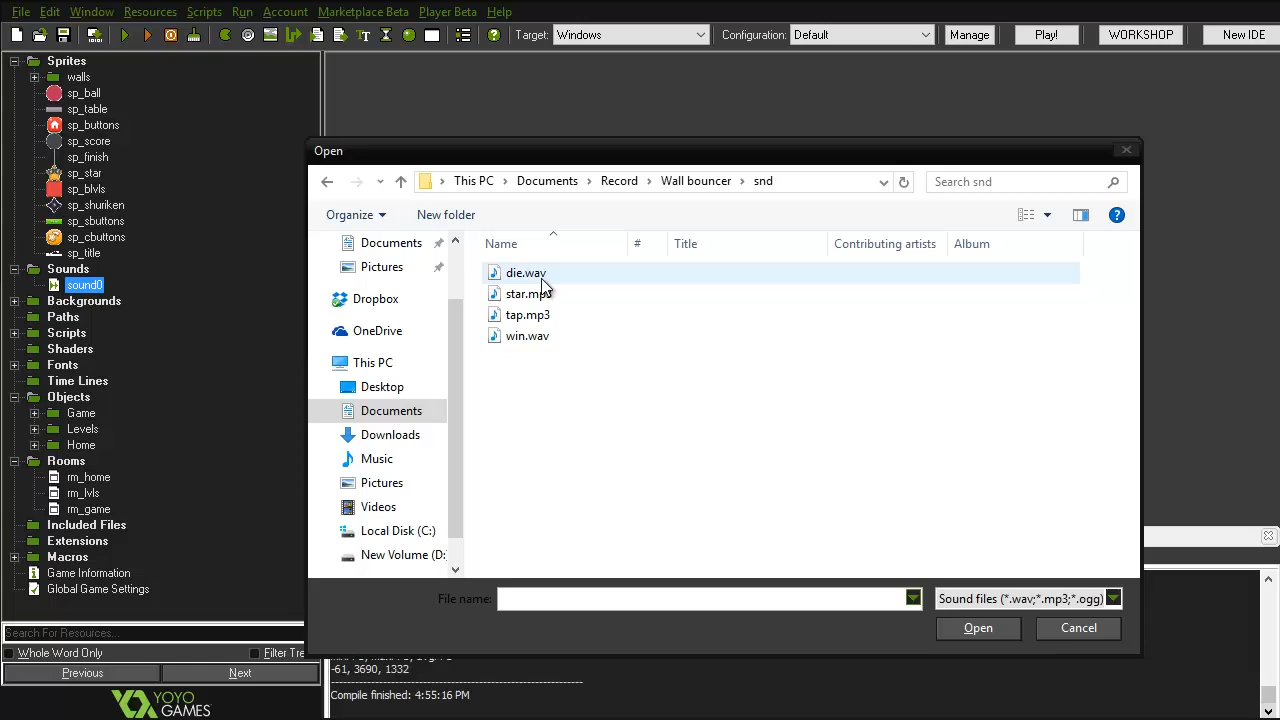 File Edit Window Resources Scripts Run Account Marketplace Beta Player Beta Help
Target: Windows Configuration: Default Manage Play! WORKSHOP New IDE
Sprites
walls
sp_ball
sp_table
sp_buttons
sp_score
sp_finish
sp_star
sp_blvls
sp_shuriken
sp_sbuttons
sp_cbuttons
sp_title
Sounds
sound0
Backgrounds
Paths
Scripts
Shaders
Fonts
Time Lines
Objects
Game
Levels
Home
Rooms
rm_home
rm_lvls
rm_game
Included Files
Extensions
Macros
Game Information
Global Game Settings
Search For Resources...
Whole Word Only Filter Tre
Previous Next
YOYO
GAMES
Open
This PC Documents Record Wall bouncer snd Search snd
Organize New folder
Documents
Pictures
Dropbox
OneDrive
This PC
Desktop
Documents
Downloads
Music
Pictures
Videos
Local Disk (C:)
New Volume (D:
Name # Title Contributing artists Album
die.wav
star.mp3
tap.mp3
win.wav
File name: Sound files (*.wav;*.mp3;*.ogg)
Open Cancel
-61, 3690, 1332
Compile finished: 4:55:16 PM